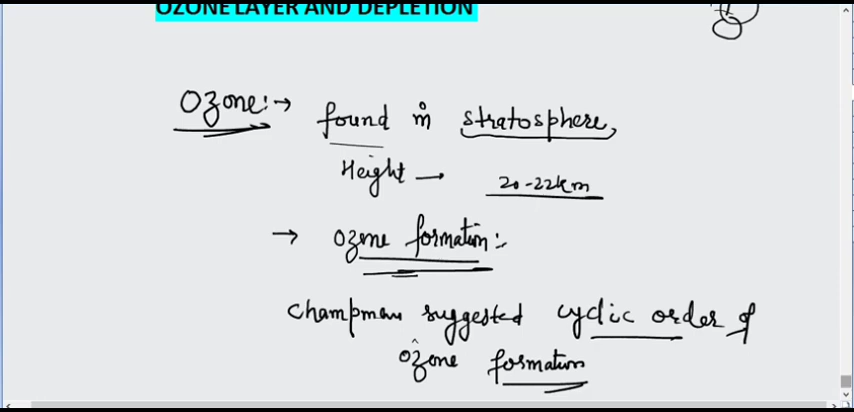 OZONE LAYER AND DEPLETION
Ozone:→ found in stratosphere,
Height → 20-22km
→ ozone formation:-
Champman suggested cyclic order of
ozone formation